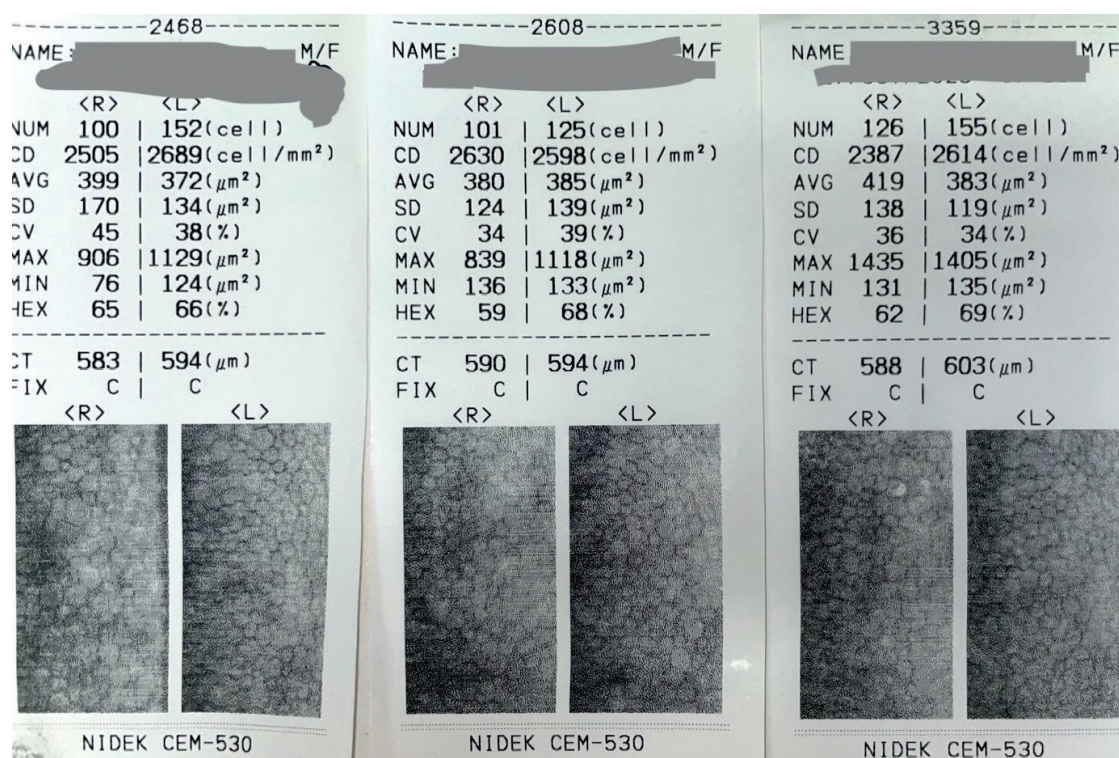 2468
NAME: M/F
<R> <L>
NUM 100 | 152(cell)
CD 2505 |2689(cell/mm²)
AVG 399 | 372(μm²)
SD 170 | 134(μm²)
CV 45 | 38(%)
MAX 906 |1129(μm²)
MIN 76 | 124(μm²)
HEX 65 | 66(%)
CT 583 | 594(μm)
FIX C | C
<R> <L>
NIDEK CEM-530
2608
NAME: M/F
<R> <L>
NUM 101 | 125(cell)
CD 2630 |2598(cell/mm²)
AVG 380 | 385(μm²)
SD 124 | 139(μm²)
CV 34 | 39(%)
MAX 839 |1118(μm²)
MIN 136 | 133(μm²)
HEX 59 | 68(%)
CT 590 | 594(μm)
FIX C | C
<R> <L>
NIDEK CEM-530
3359
NAME M/F
<R> <L>
NUM 126 | 155(cell)
CD 2387 |2614(cell/mm²)
AVG 419 | 383(μm²)
SD 138 | 119(μm²)
CV 36 | 34(%)
MAX 1435 |1405(μm²)
MIN 131 | 135(μm²)
HEX 62 | 69(%)
CT 588 | 603(μm)
FIX C | C
<R> <L>
NIDEK CEM-530